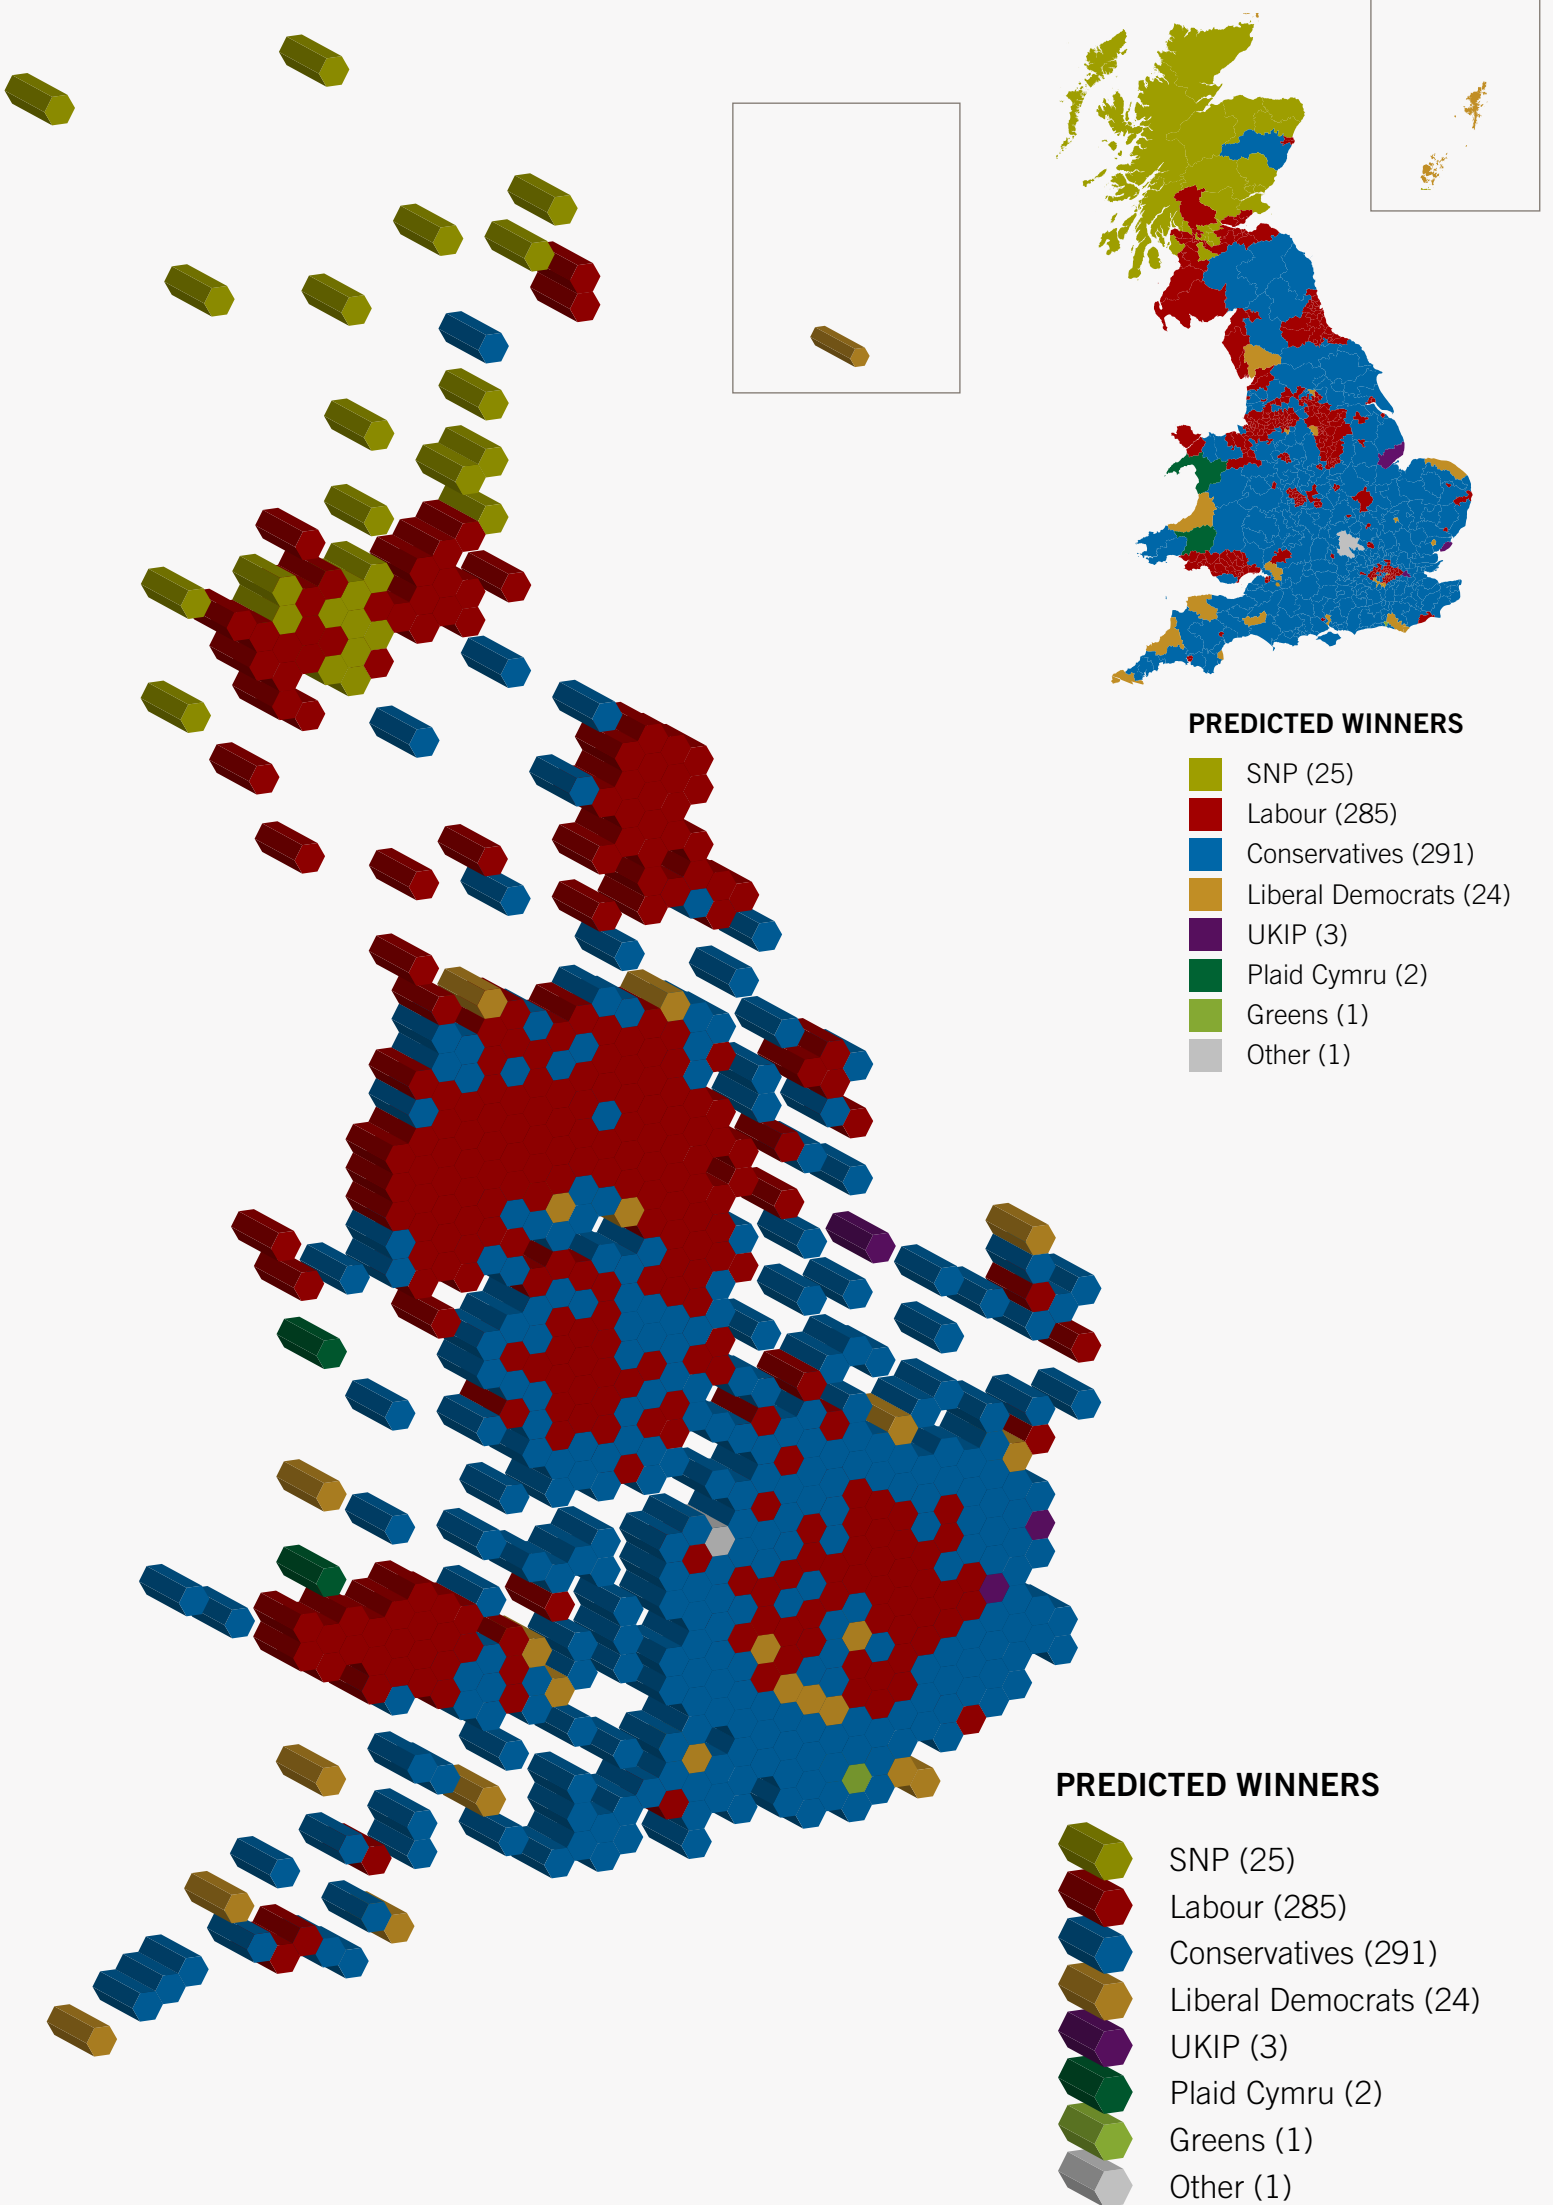 PREDICTED WINNERS
SNP (25)
Labour (285)
Conservatives (291)
Liberal Democrats (24)
UKIP (3)
Plaid Cymru (2)
Greens (1)
Other (1)
PREDICTED WINNERS
SNP (25)
Labour (285)
Conservatives (291)
Liberal Democrats (24)
UKIP (3)
Plaid Cymru (2)
Greens (1)
Other (1)